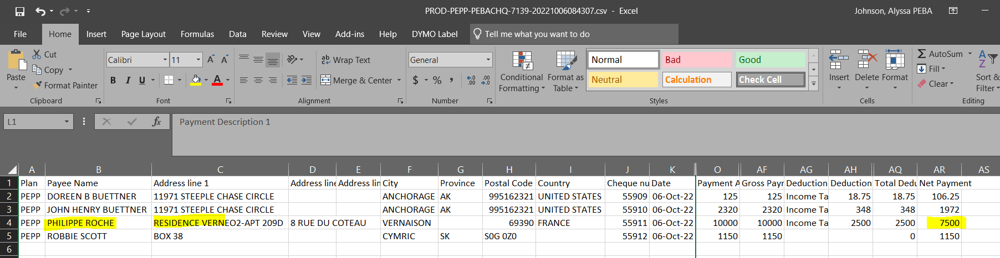 PROD-PEPP-PEBACHQ-7139-20221006084307.csv - Excel
Johnson, Alyssa PEBA
File Home Insert Page Layout Formulas Data Review View Add-ins Help DYMO Label Tell me what you want to do
Paste
Cut
Copy
Format Painter
Clipboard
Calibri 11 A A
B I U A
Font
ab Wrap Text
Merge & Center
Alignment
General
$ % , .00 .00
Number
Conditional Formatting
Format as Table
Normal Bad Good
Neutral Calculation Check Cell
Styles
Insert Delete Format
Cells
AutoSum
Fill
Clear
Sort & Filter
Editing
L1 fx Payment Description 1
A B C D E F G H I J K O AF AG AH AQ AR AS
1 Plan Payee Name Address line 1 Address line Address lin City Province Postal Code Country Cheque nu Date Payment A Gross Payr Deduction Deduction Total Dedu Net Payment
2 PEPP DOREEN B BUETTNER 11971 STEEPLE CHASE CIRCLE ANCHORAGE AK 995162321 UNITED STATES 55909 06-Oct-22 125 125 Income Ta 18.75 18.75 106.25
3 PEPP JOHN HENRY BUETTNER 11971 STEEPLE CHASE CIRCLE ANCHORAGE AK 995162321 UNITED STATES 55910 06-Oct-22 2320 2320 Income Ta 348 348 1972
4 PEPP PHILIPPE ROCHE RESIDENCE VERNEO2-APT 209D 8 RUE DU COTEAU VERNAISON 69390 FRANCE 55911 06-Oct-22 10000 10000 Income Ta 2500 2500 7500
5 PEPP ROBBIE SCOTT BOX 38 CYMRIC SK S0G 0Z0 55912 06-Oct-22 1150 1150 0 1150
6